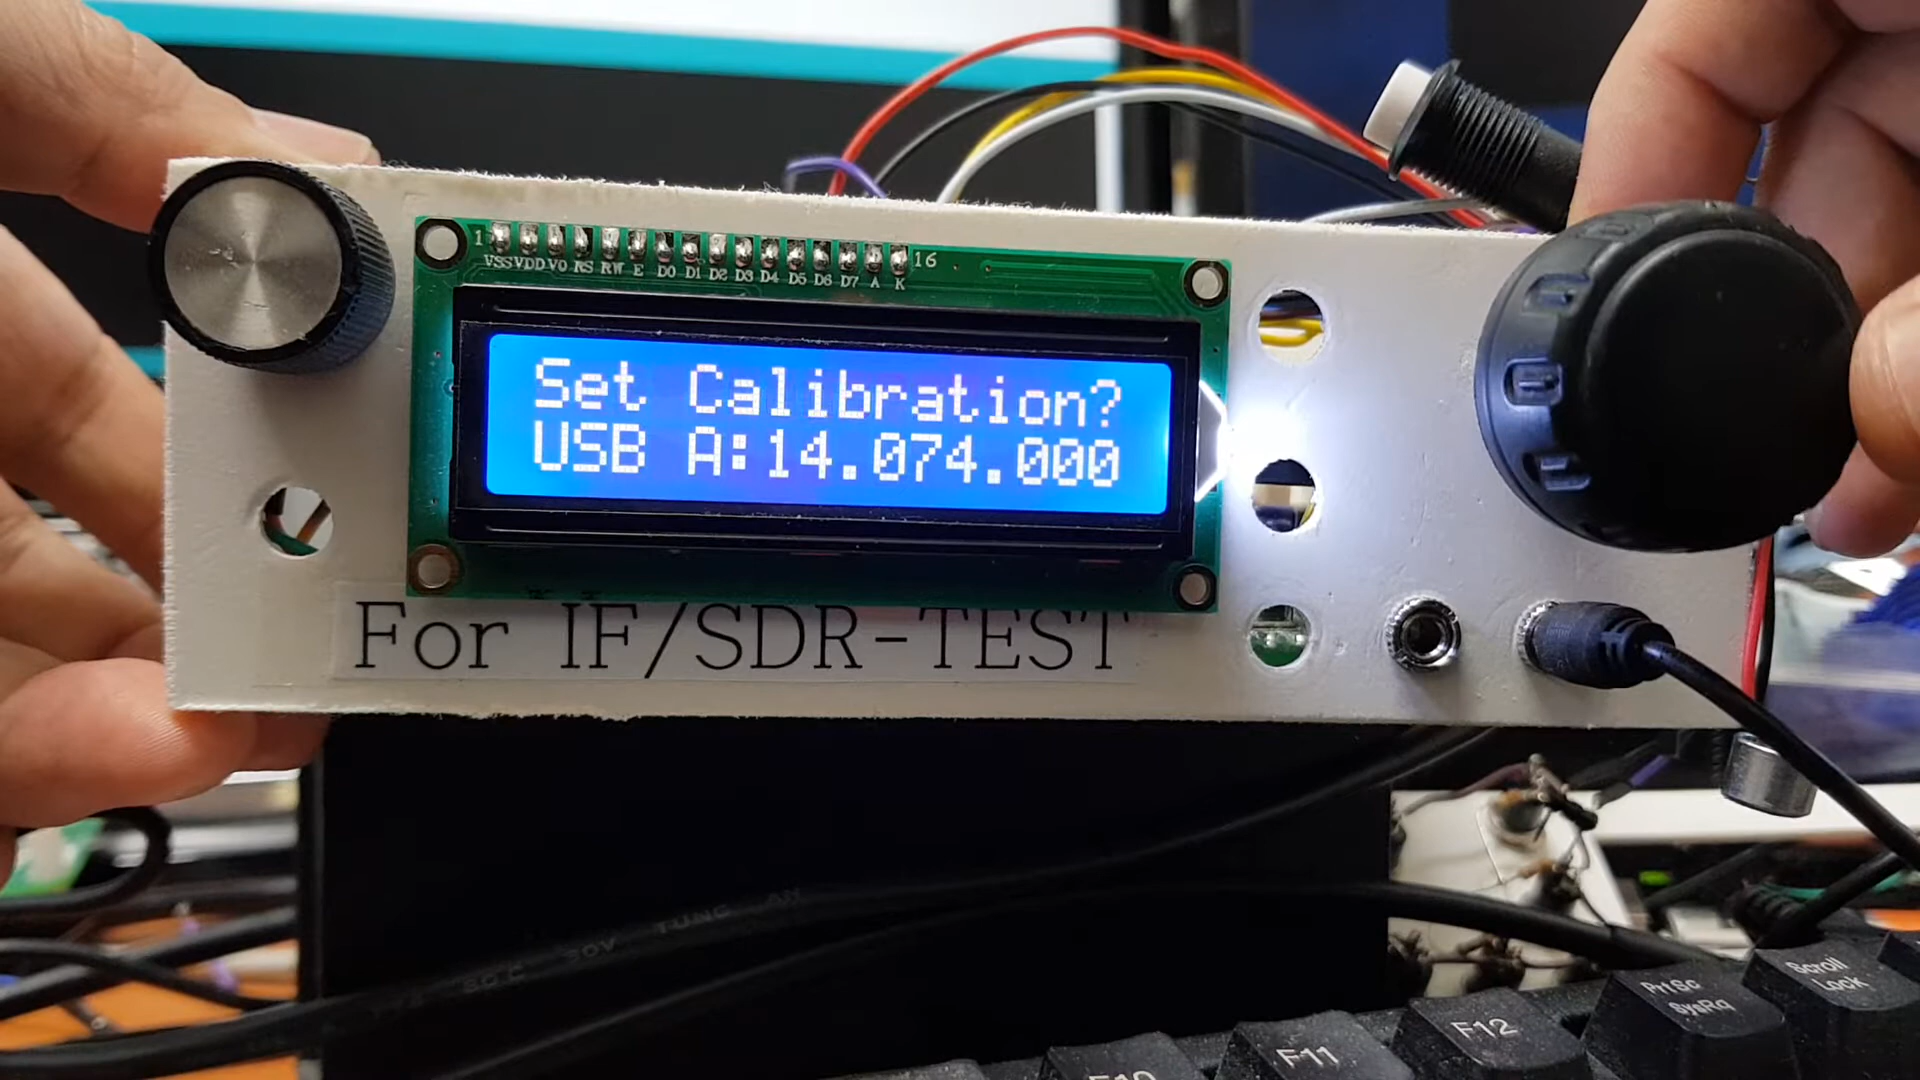 1 16
VSS VDD V0 RS RW E D0 D1 D2 D3 D4 D5 D6 D7 A K
Set Calibration?
USB A:14.074.000
For IF/SDR-TEST
F10
F11
F12
PrtSc
SysRq
Scroll
Lock